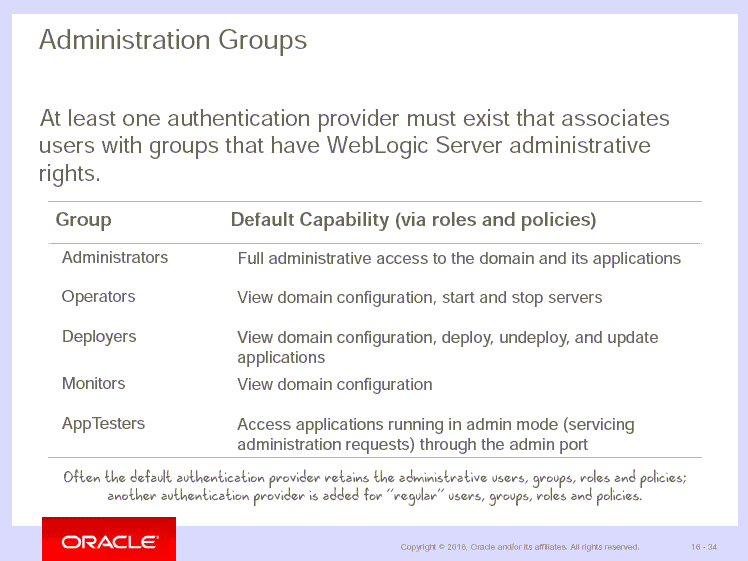 Administration Groups
At least one authentication provider must exist that associates
users with groups that have WebLogic Server administrative
rights.
Group Default Capability (via roles and policies)
Administrators Full administrative access to the domain and its applications
Operators View domain configuration, start and stop servers
Deployers View domain configuration, deploy, undeploy, and update
applications
Monitors View domain configuration
AppTesters Access applications running in admin mode (servicing
administration requests) through the admin port
Often the default authentication provider retains the administrative users, groups, roles and policies;
another authentication provider is added for "regular" users, groups, roles and policies.
ORACLE®
Copyright © 2016, Oracle and/or its affiliates. All rights reserved. 16 - 34